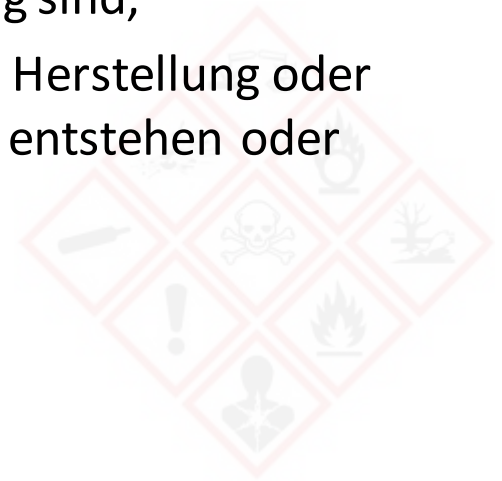 g sind,
Herstellung oder
entstehen oder